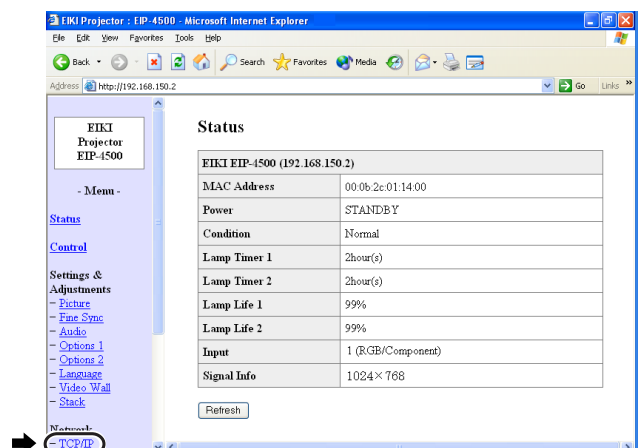 EIKI Projector : EIP-4500 - Microsoft Internet Explorer
File Edit View Favorites Tools Help
Back Search Favorites Media
Address http://192.168.150.2 Go Links »
EIKI
Projector
EIP-4500
- Menu -
Status
Control
Settings &
Adjustments
– Picture
– Fine Sync
– Audio
– Options 1
– Options 2
– Language
– Video Wall
– Stack
Network
– TCP/IP
Status
EIKI EIP-4500 (192.168.150.2)
MAC Address 00:0b:2c:01:14:00
Power STANDBY
Condition Normal
Lamp Timer 1 2hour(s)
Lamp Timer 2 2hour(s)
Lamp Life 1 99%
Lamp Life 2 99%
Input 1 (RGB/Component)
Signal Info 1024×768
Refresh